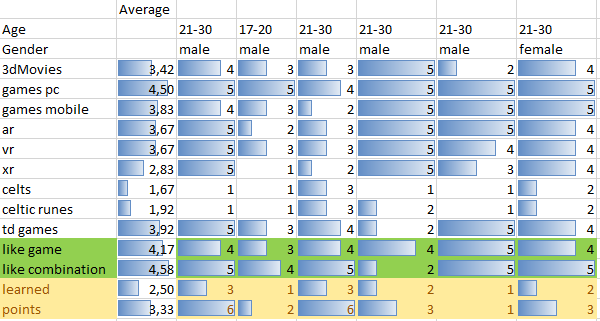 Average
Age 21-30 17-20 21-30 21-30 21-30 21-30
Gender male male male male male female
3dMovies 3,42 4 3 3 5 2 4
games pc 4,50 5 5 4 5 5 5
games mobile 3,83 4 3 2 5 5 5
ar 3,67 5 2 3 5 5 4
vr 3,67 5 3 3 5 4 4
xr 2,83 5 1 2 5 3 4
celts 1,67 1 1 3 1 1 2
celtic runes 1,92 1 1 3 2 1 2
td games 3,92 5 3 4 2 5 4
like game 4,17 4 3 4 4 5 4
like combination 4,58 5 4 5 2 5 5
learned 2,50 3 1 3 2 1 2
points 3,33 6 2 6 3 1 3